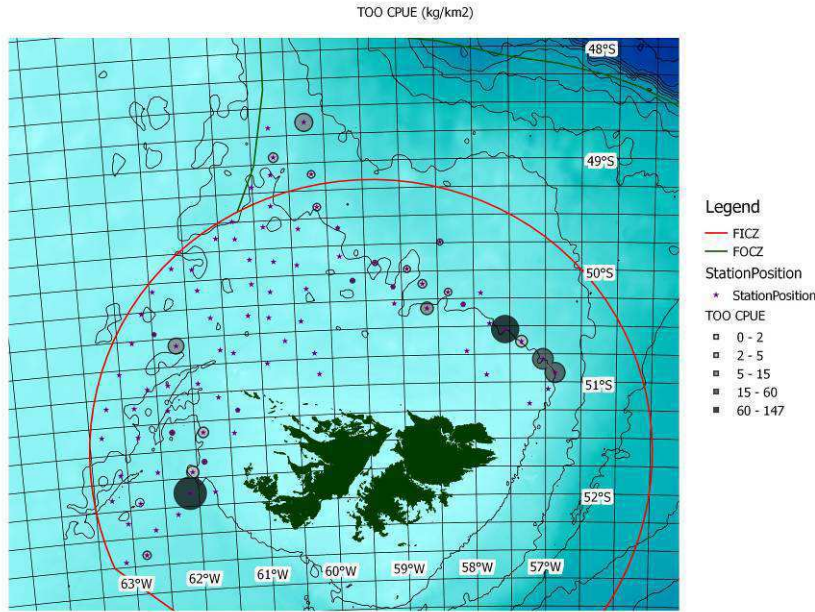 TOO CPUE (kg/km2)
48°S
49°S
50°S
51°S
52°S
63°W 62°W 61°W 60°W 59°W 58°W 57°W
Legend
FICZ
FOCZ
StationPosition
StationPosition
TOO CPUE
0 - 2
2 - 5
5 - 15
15 - 60
60 - 147